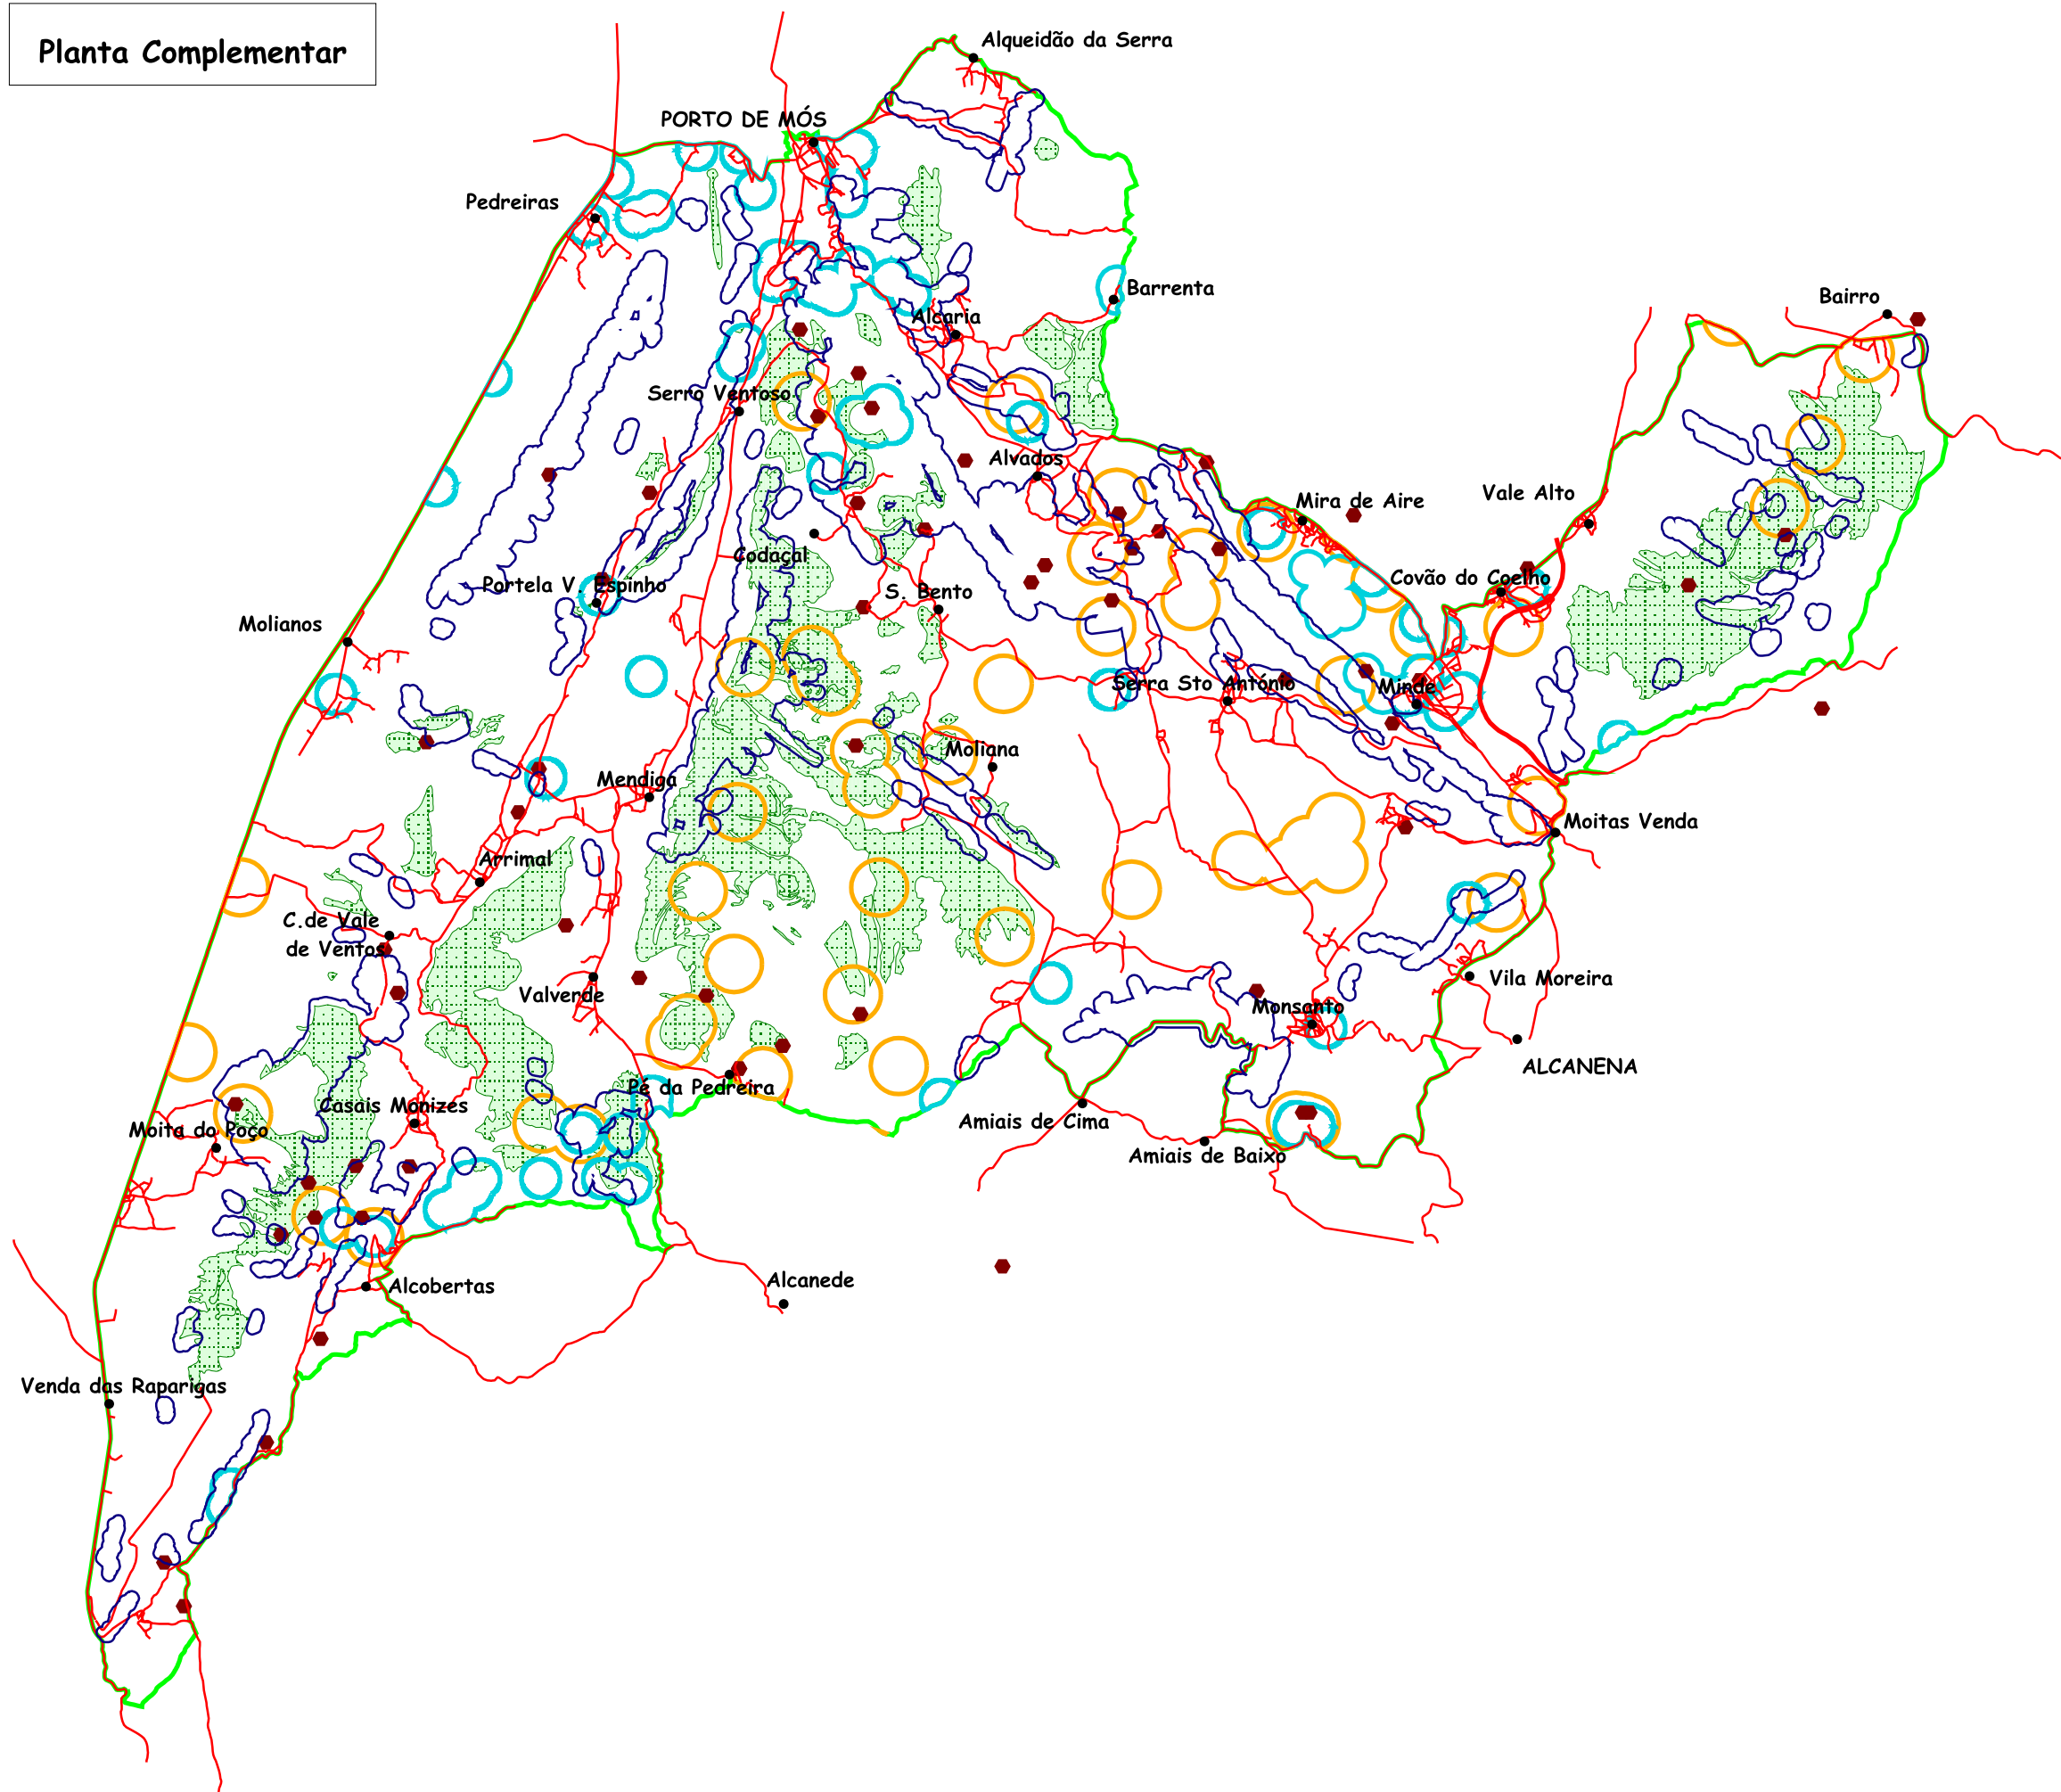 Planta Complementar
Alqueidão da Serra
PORTO DE MÓS
Pedreiras
Barrenta
Bairro
Alcaria
Serro Ventoso
Alvados
Mira de Aire
Vale Alto
Codaçal
Portela V. Espinho
Covão do Coelho
S. Bento
Molianos
Serra Sto António
Minde
Moliana
Mendiga
Moitas Venda
Arrimal
C.de Vale
de Ventos
Vila Moreira
Valverde
Monsanto
ALCANENA
Pé da Pedreira
Casais Monizes
Amiais de Cima
Moita do Poço
Amiais de Baixo
Alcobertas
Alcanede
Venda das Raparigas